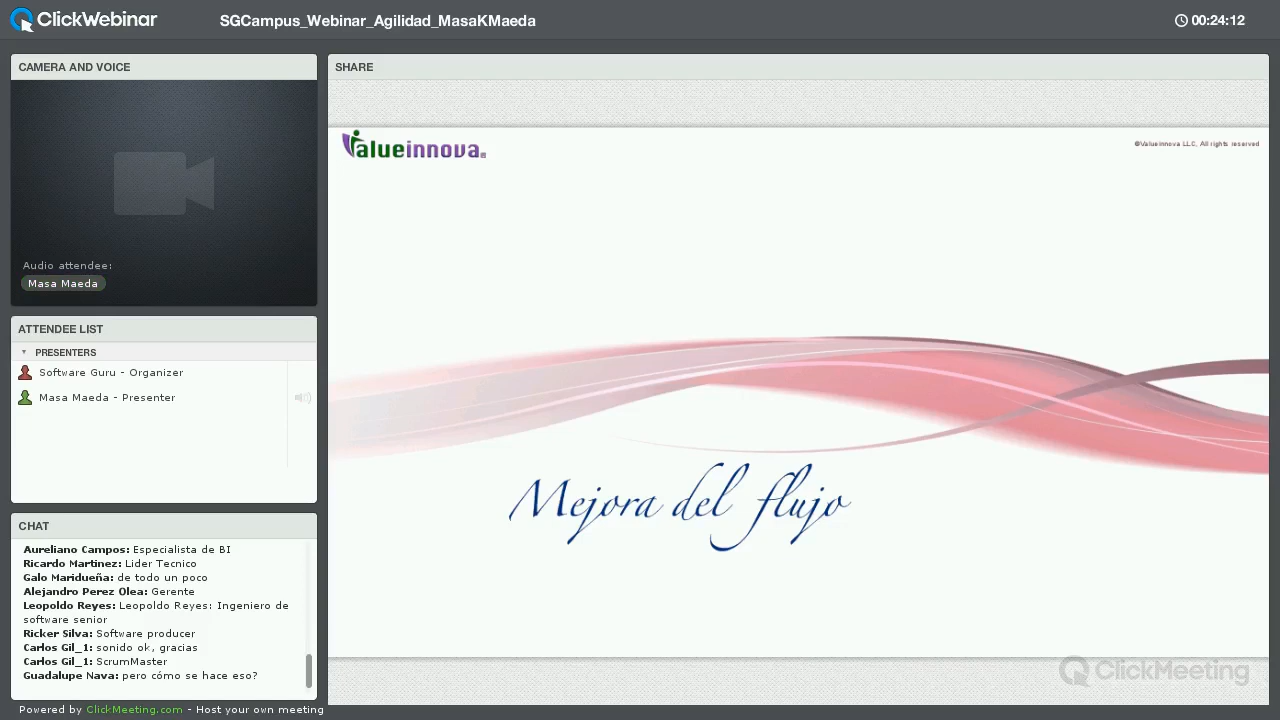 ClickWebinar
SGCampus_Webinar_Agilidad_MasaKMaeda
00:24:12
CAMERA AND VOICE
Audio attendee:
Masa Maeda
ATTENDEE LIST
PRESENTERS
Software Guru - Organizer
Masa Maeda - Presenter
CHAT
Aureliano Campos: Especialista de BI
Ricardo Martinez: Lider Tecnico
Galo Maridueña: de todo un poco
Alejandro Perez Olea: Gerente
Leopoldo Reyes: Leopoldo Reyes: Ingeniero de
software senior
Ricker Silva: Software producer
Carlos Gil_1: sonido ok, gracias
Carlos Gil_1: ScrumMaster
Guadalupe Nava: pero cómo se hace eso?
Powered by ClickMeeting.com - Host your own meeting
SHARE
Valueinnova
©Valueinnova LLC, All rights reserved
Mejora del flujo
ClickMeeting